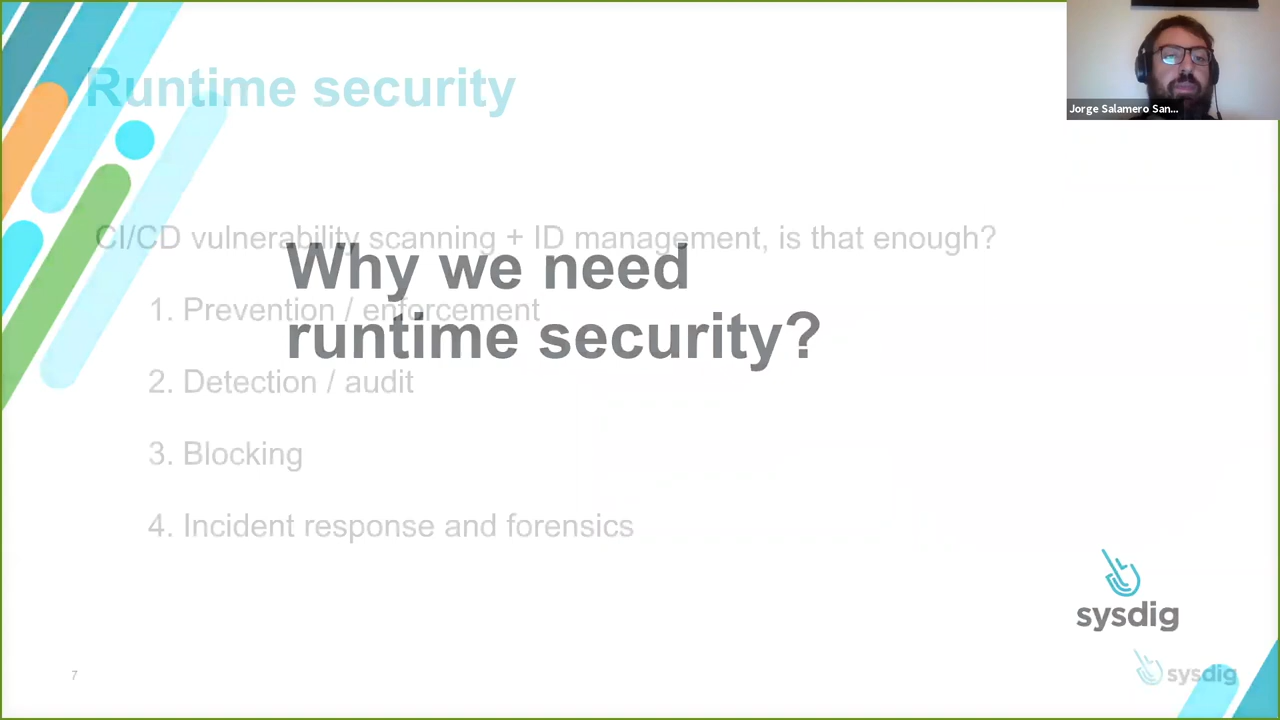 Runtime security
Jorge Salamero San...
CI/CD vulnerability scanning + ID management, is that enough?
Why we need
runtime security?
1. Prevention / enforcement
2. Detection / audit
3. Blocking
4. Incident response and forensics
sysdig
7
sysdig